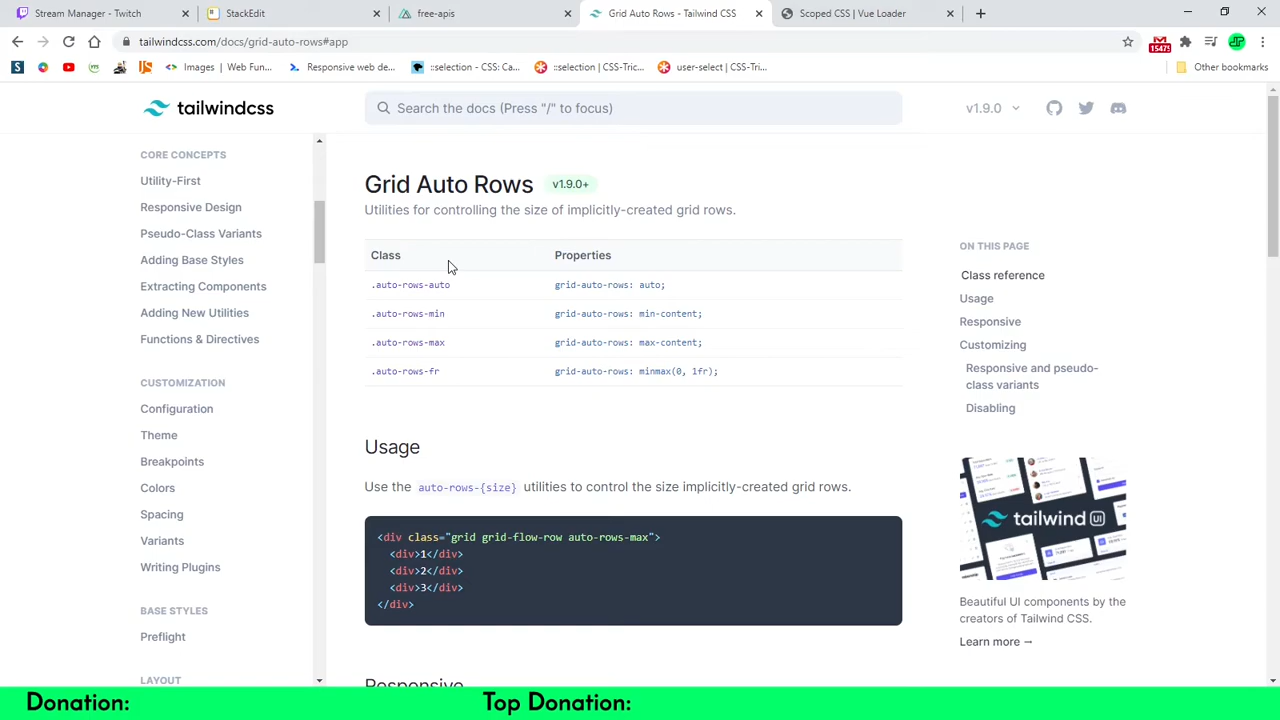 Stream Manager - Twitch
StackEdit
free-apis
Grid Auto Rows - Tailwind CSS
Scoped CSS | Vue Loader
tailwindcss.com/docs/grid-auto-rows#app
15475
Images | Web Fun...
Responsive web de...
::selection - CSS: Ca...
::selection | CSS-Tric...
user-select | CSS-Tri...
Other bookmarks
tailwindcss
Search the docs (Press "/" to focus)
v1.9.0
CORE CONCEPTS
Utility-First
Responsive Design
Pseudo-Class Variants
Adding Base Styles
Extracting Components
Adding New Utilities
Functions & Directives
CUSTOMIZATION
Configuration
Theme
Breakpoints
Colors
Spacing
Variants
Writing Plugins
BASE STYLES
Preflight
LAYOUT
Grid Auto Rows v1.9.0+
Utilities for controlling the size of implicitly-created grid rows.
Class Properties
.auto-rows-auto grid-auto-rows: auto;
.auto-rows-min grid-auto-rows: min-content;
.auto-rows-max grid-auto-rows: max-content;
.auto-rows-fr grid-auto-rows: minmax(0, 1fr);
Usage
Use the auto-rows-{size} utilities to control the size implicitly-created grid rows.
<div class="grid grid-flow-row auto-rows-max">
<div>1</div>
<div>2</div>
<div>3</div>
</div>
Responsive
ON THIS PAGE
Class reference
Usage
Responsive
Customizing
Responsive and pseudo-
class variants
Disabling
tailwind UI
Beautiful UI components by the
creators of Tailwind CSS.
Learn more →
Donation:
Top Donation: